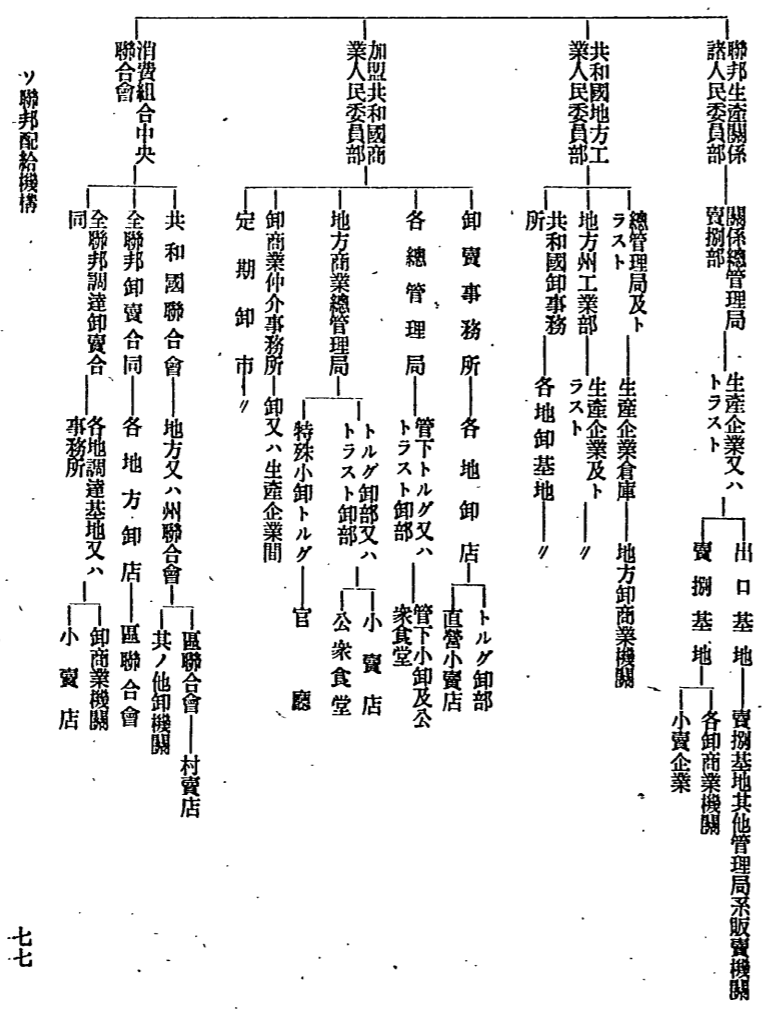 聯邦生産關係
諸人民委員部
關係總管理局
賣捌部
生産企業又ハ
トラスト
出口基地
賣捌基地其他管理局系販賣機關
賣捌基地
各卸商業機關
小賣企業
共和國地方工
業人民委員部
總管理局及ト
ラスト
生産企業倉庫
地方卸商業機關
地方州工業部
生産企業及ト
ラスト
〃
共和國卸事務
所
各地卸基地
〃
加盟共和國商
業人民委員部
卸賣事務所
各地卸店
トルグ卸部
直營小賣店
各總管理局
管下トルグ又ハ
トラスト卸部
管下小卸及公
衆食堂
地方商業總管理局
トルグ卸部又ハ
トラスト卸部
小賣店
公衆食堂
特殊小卸トルグ
官廳
卸商業仲介事務所
卸又ハ生産企業間
定期卸市
〃
消費組合中央
聯合會
共和國聯合會
地方又ハ州聯合會
區聯合會
村賣店
其ノ他卸機關
全聯邦卸賣合同
各地方卸店
區聯合會
全聯邦調達卸賣合
同
各地調達基地又ハ
事務所
卸商業機關
小賣店
ソ聯邦配給機構
七七